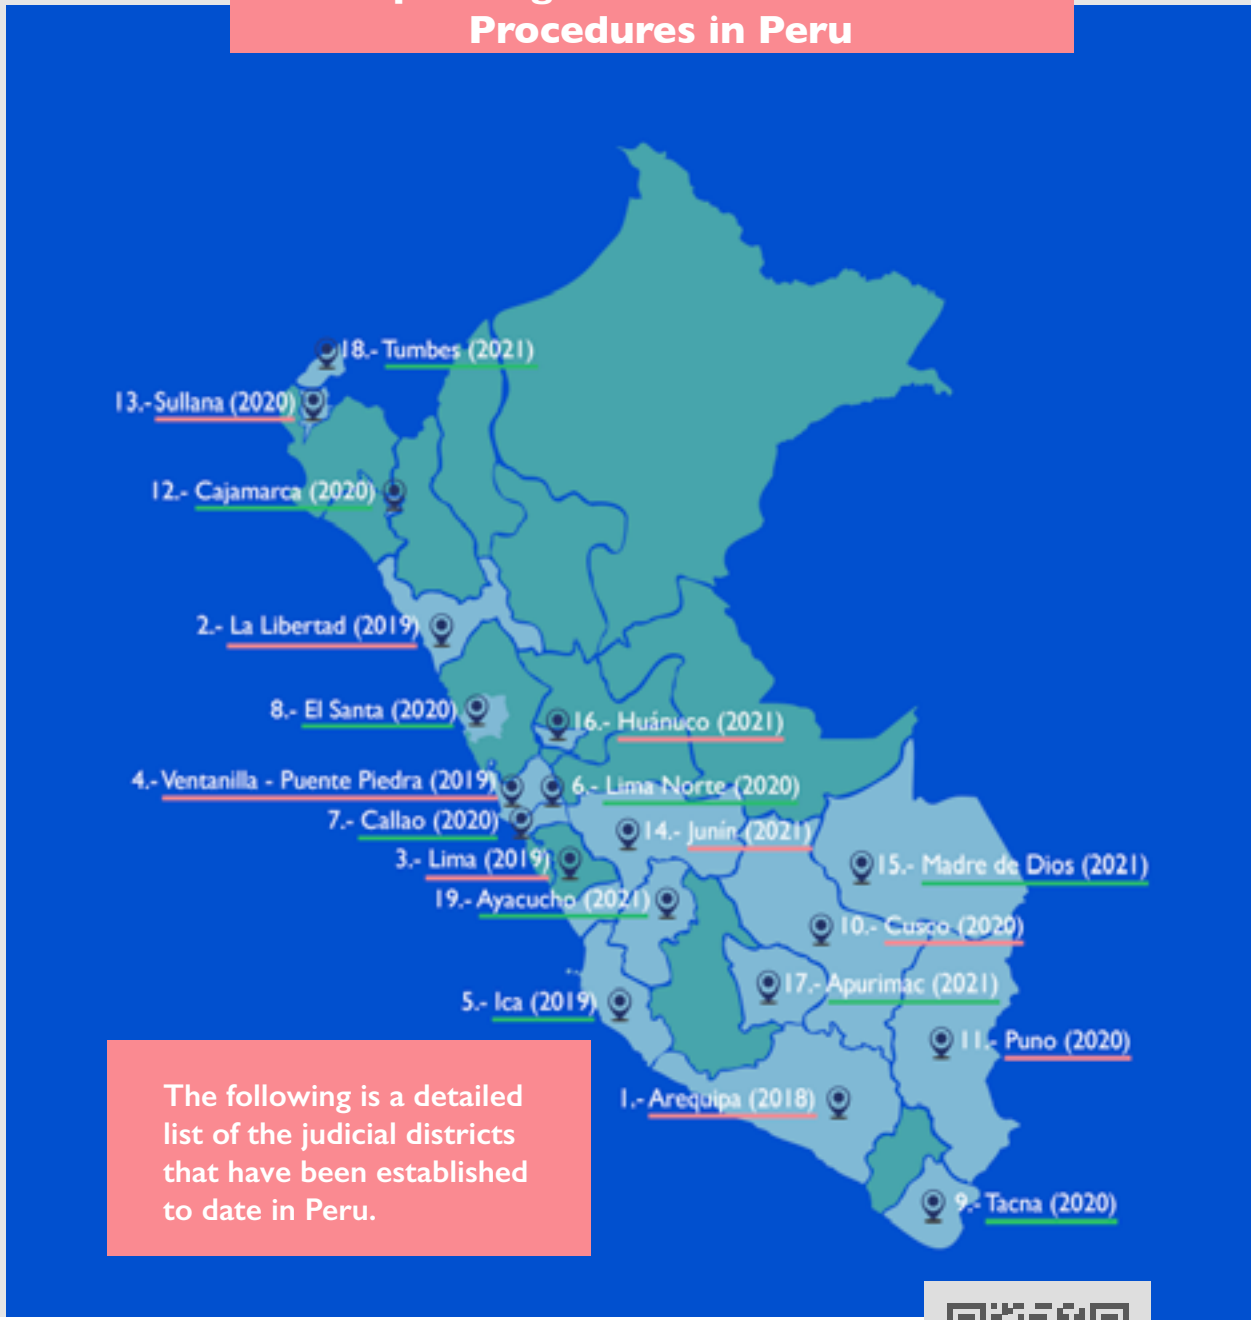 Procedures in Peru
18.- Tumbes (2021)
13.- Sullana (2020)
12.- Cajamarca (2020)
2.- La Libertad (2019)
8.- El Santa (2020)
16.- Huánuco (2021)
4.- Ventanilla - Puente Piedra (2019)
6.- Lima Norte (2020)
7.- Callao (2020)
14.- Junín (2021)
3.- Lima (2019)
15.- Madre de Dios (2021)
19.- Ayacucho (2021)
10.- Cusco (2020)
17.- Apurimac (2021)
5.- Ica (2019)
11.- Puno (2020)
1.- Arequipa (2018)
9.- Tacna (2020)
The following is a detailed
list of the judicial districts
that have been established
to date in Peru.